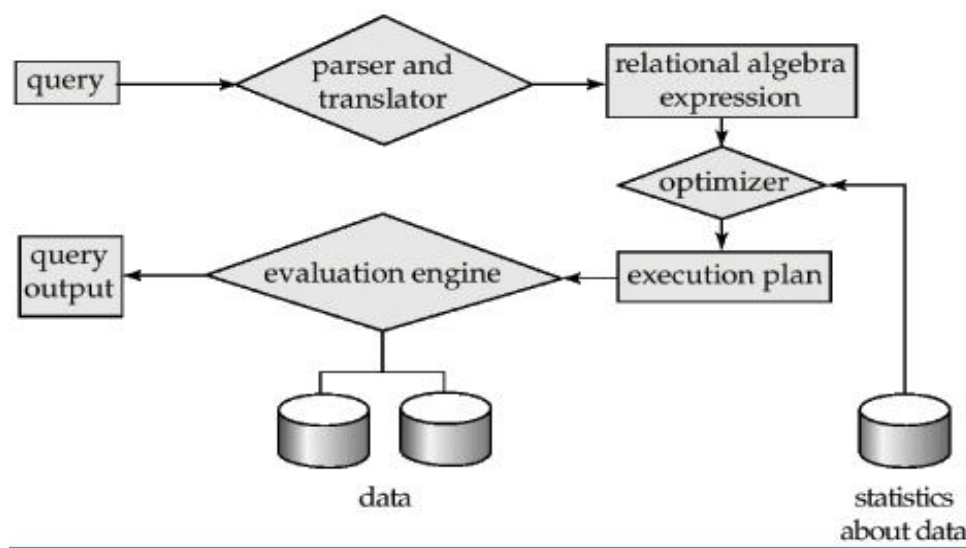 query
parser and
translator
relational algebra
expression
optimizer
query
output
evaluation engine
execution plan
data
statistics
about data